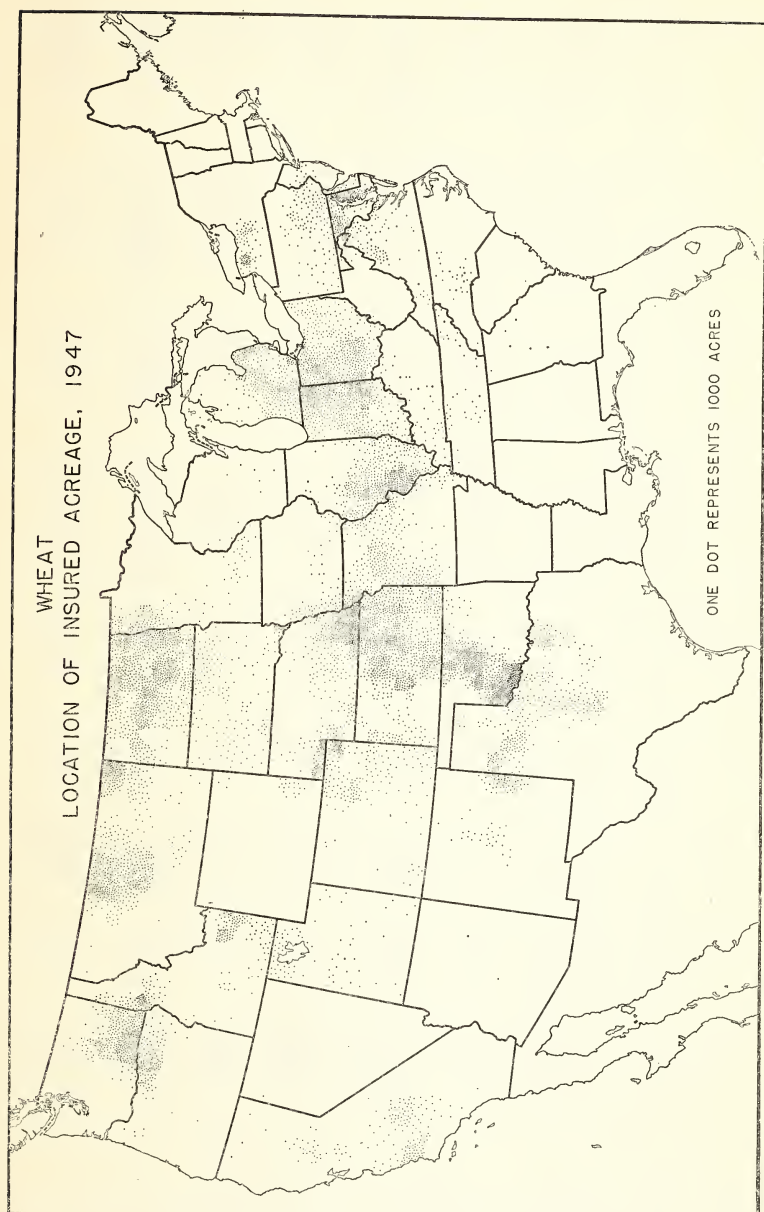 WHEAT
LOCATION OF INSURED ACREAGE, 1947
ONE DOT REPRESENTS 1000 ACRES